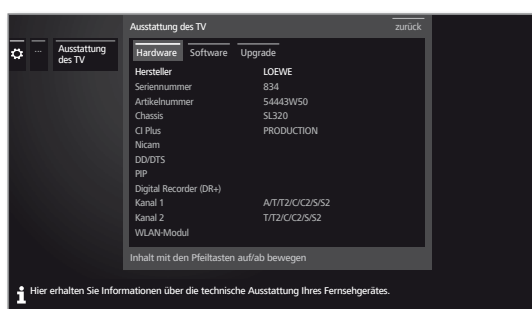 Ausstattung des TV
zurück
...
Ausstattung
des TV
Hardware Software Upgrade
Hersteller LOEWE
Seriennummer 834
Artikelnummer 54443W50
Chassis SL320
CI Plus PRODUCTION
Nicam
DD/DTS
PIP
Digital Recorder (DR+)
Kanal 1 A/T/T2/C/C2/S/S2
Kanal 2 T/T2/C/C2/S/S2
WLAN-Modul
Inhalt mit den Pfeiltasten auf/ab bewegen
Hier erhalten Sie Informationen über die technische Ausstattung Ihres Fernsehgerätes.